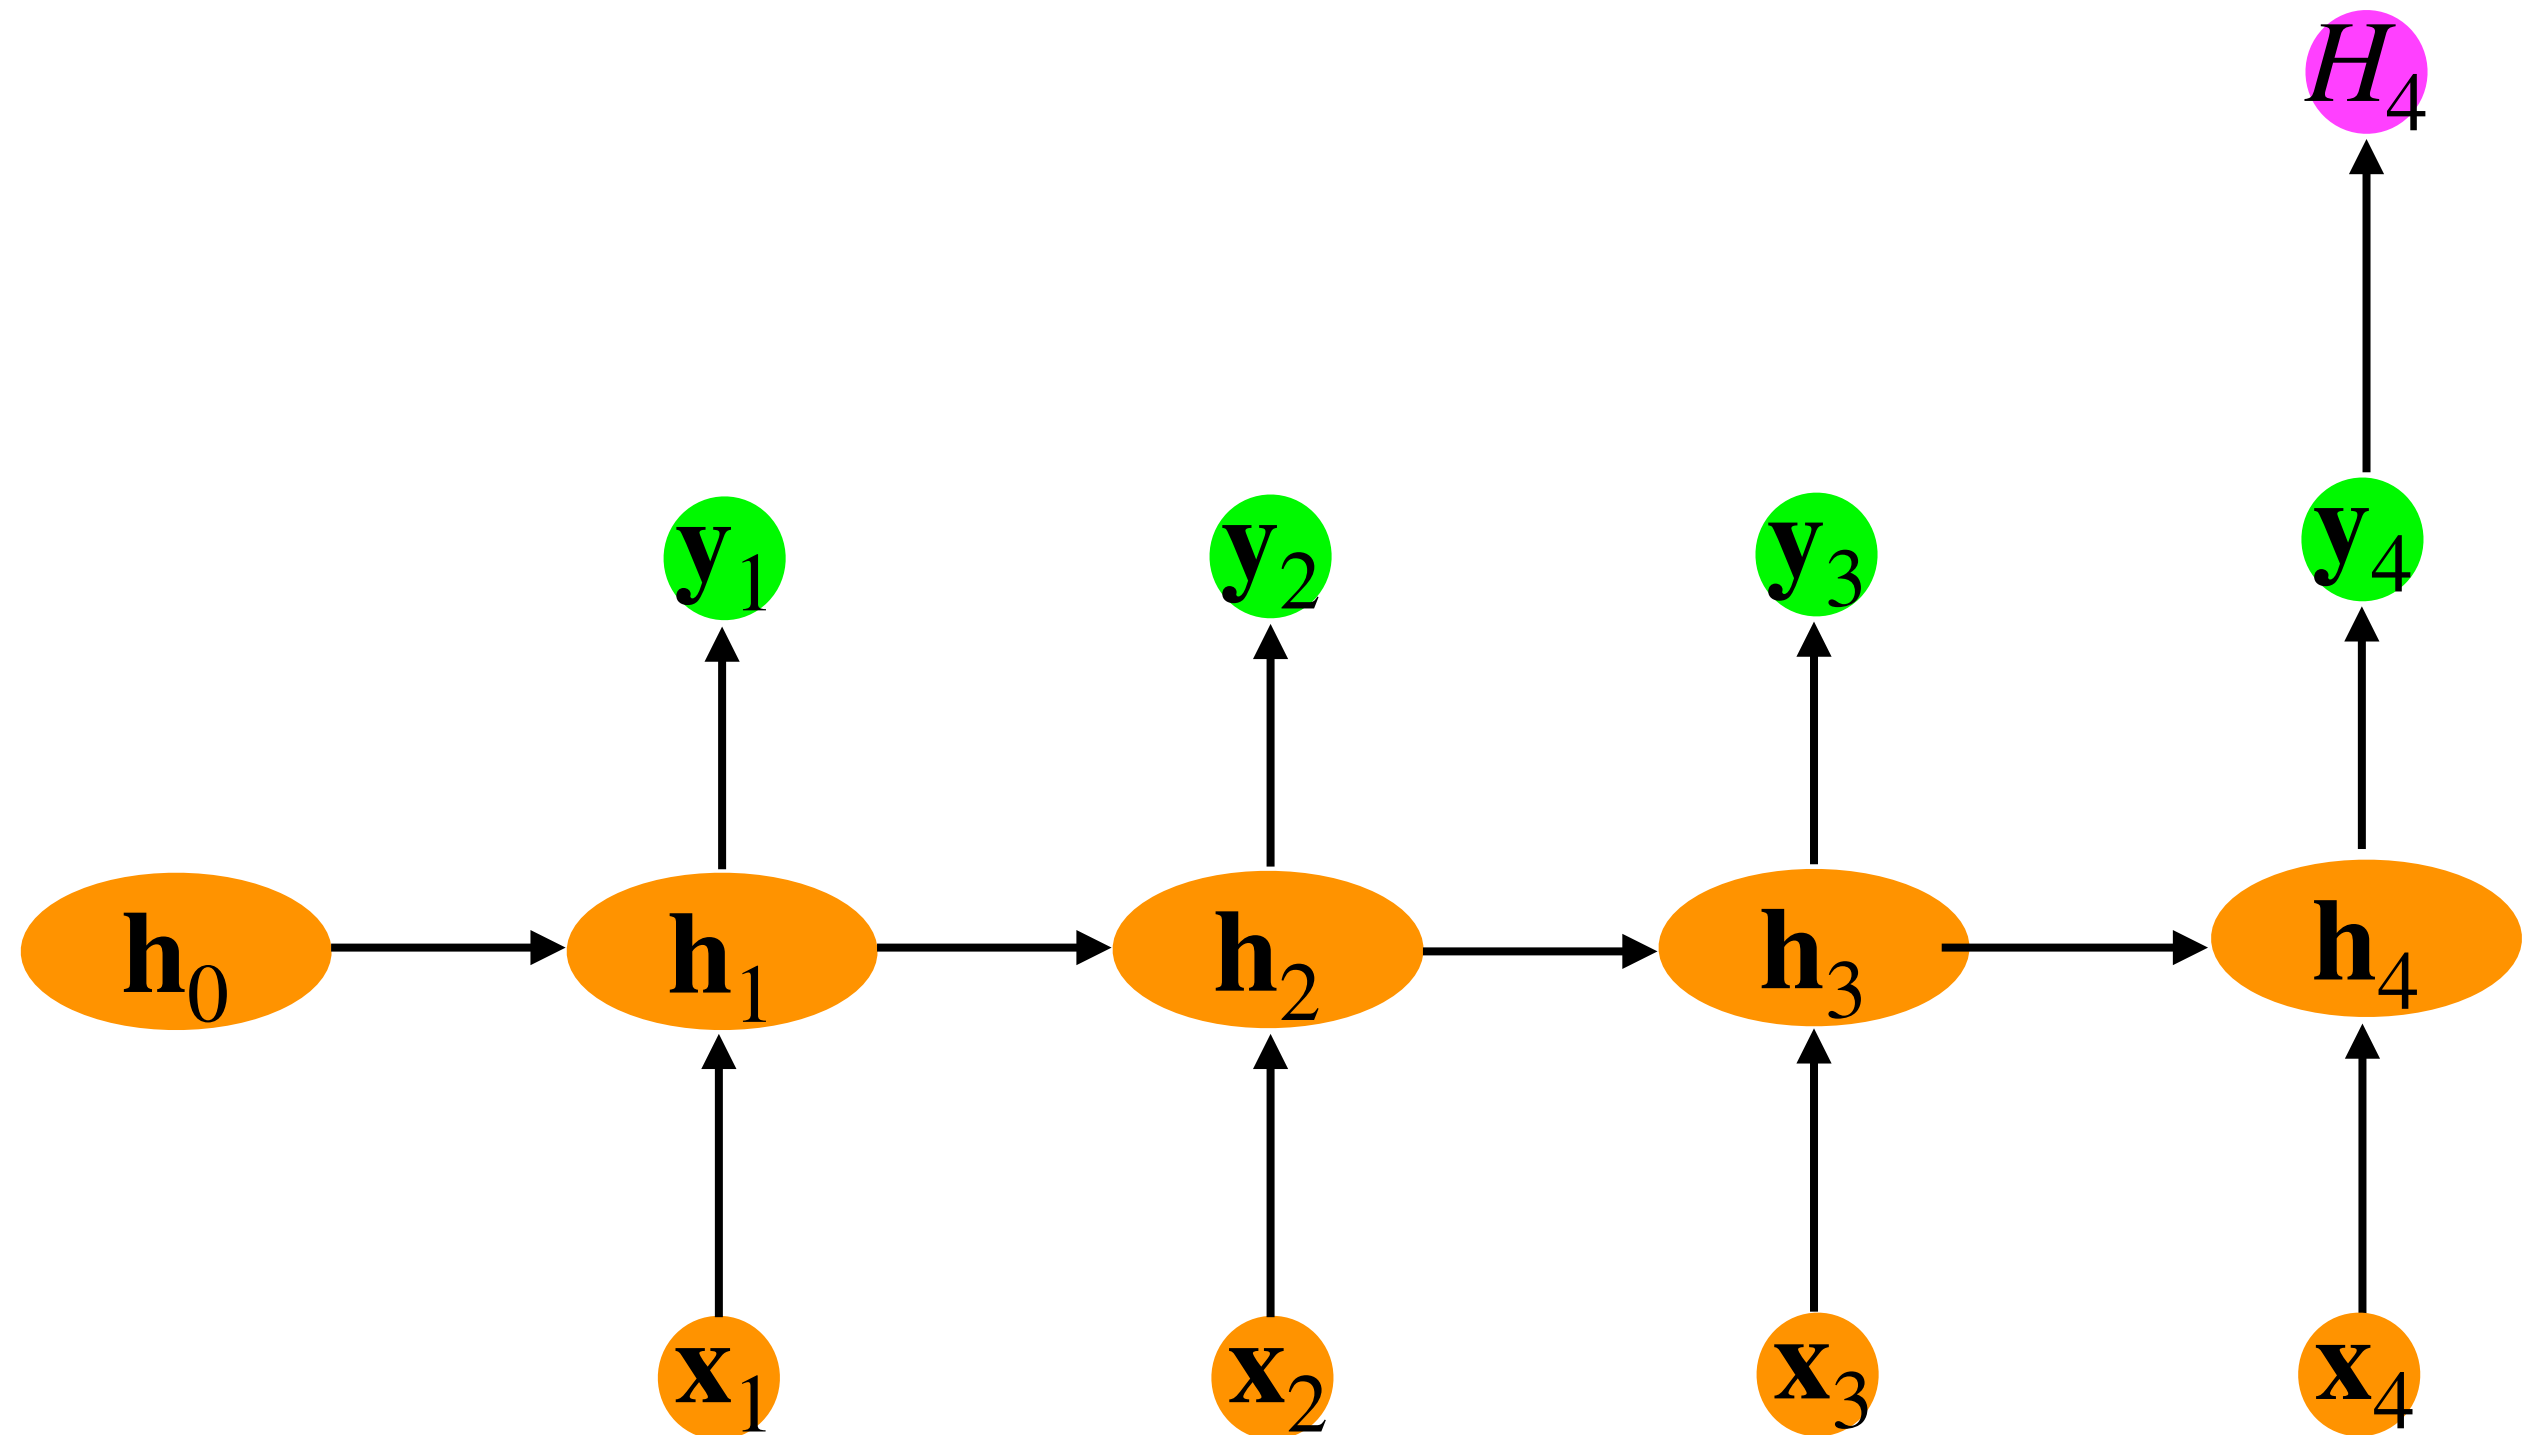 H₄
y₁ y₂ y₃ y₄
h₀ h₁ h₂ h₃ h₄
x₁ x₂ x₃ x₄